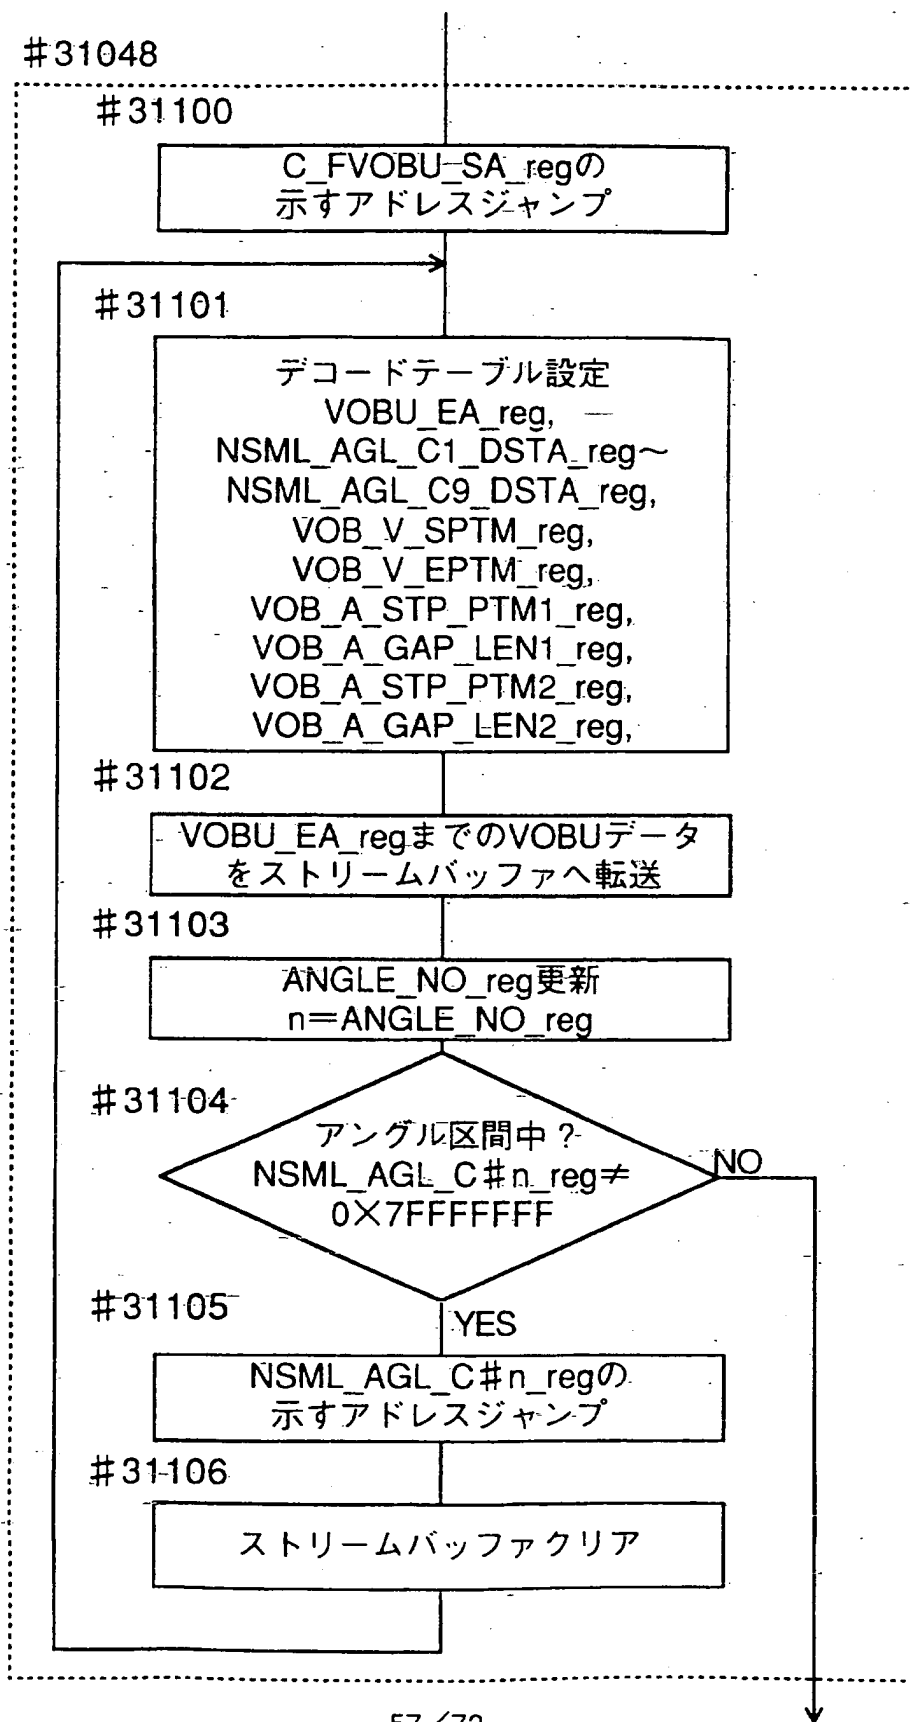 #31048
#31100
C_FVOBU_SA_regの
示すアドレスジャンプ
#31101
デコードテーブル設定
VOBU_EA_reg,
NSML_AGL_C1_DSTA_reg〜
NSML_AGL_C9_DSTA_reg,
VOB_V_SPTM_reg,
VOB_V_EPTM_reg,
VOB_A_STP_PTM1_reg,
VOB_A_GAP_LEN1_reg,
VOB_A_STP_PTM2_reg,
VOB_A_GAP_LEN2_reg,
#31102
VOBU_EA_regまでのVOBUデータ
をストリームバッファへ転送
#31103
ANGLE_NO_reg更新
n=ANGLE_NO_reg
#31104
アングル区間中?
NSML_AGL_C#n_reg≠
0×7FFFFFFF
NO
#31105
YES
NSML_AGL_C#n_regの
示すアドレスジャンプ
#31106
ストリームバッファクリア
57/72